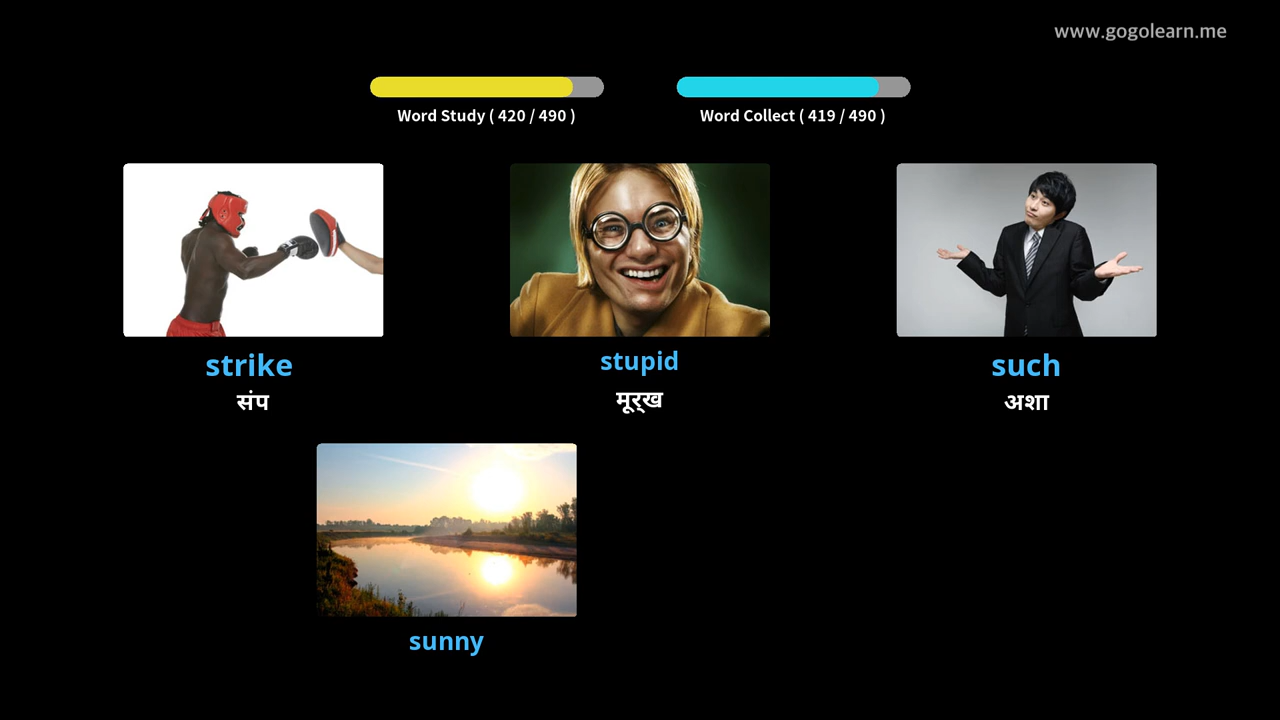 www.gogolearn.me
Word Study ( 420 / 490 )
Word Collect ( 419 / 490 )
strike
stupid
such
संप
मूर्ख
अशा
sunny